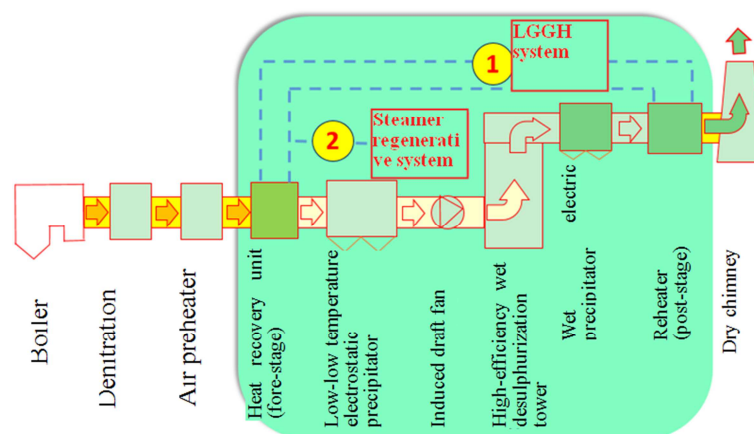 LGGH
system
1
2
Steamer
regenerati
ve system
Boiler
Denitration
Air preheater
Heat recovery unit
(fore-stage)
Low-low temperature
electrostatic
precipitator
Induced draft fan
High-efficiency wet
desulphurization
tower
Wet electric
precipitator
Reheater
(post-stage)
Dry chimney